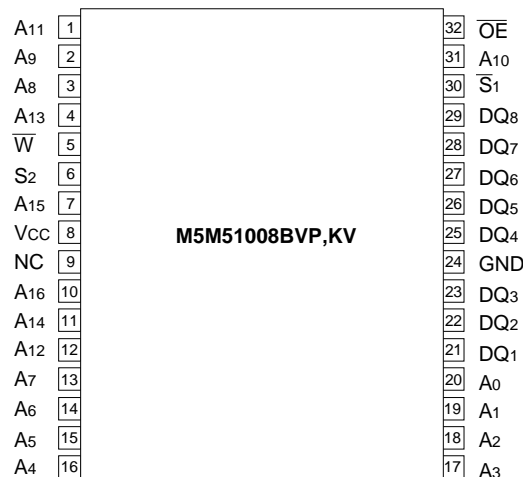 A11 1 32 O̅E̅
A9 2 31 A10
A8 3 30 S̅1
A13 4 29 DQ8
W̅ 5 28 DQ7
S2 6 27 DQ6
A15 7 26 DQ5
VCC 8 M5M51008BVP,KV 25 DQ4
NC 9 24 GND
A16 10 23 DQ3
A14 11 22 DQ2
A12 12 21 DQ1
A7 13 20 A0
A6 14 19 A1
A5 15 18 A2
A4 16 17 A3